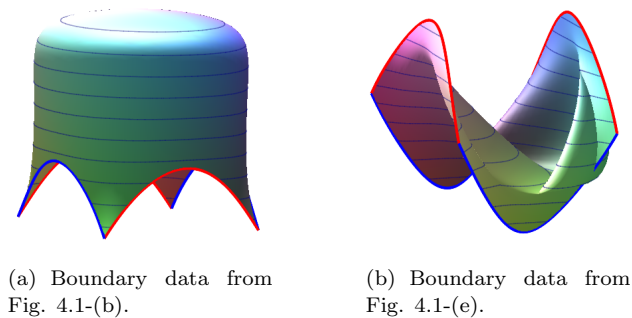 (a) Boundary data from
Fig. 4.1-(b).
(b) Boundary data from
Fig. 4.1-(e).